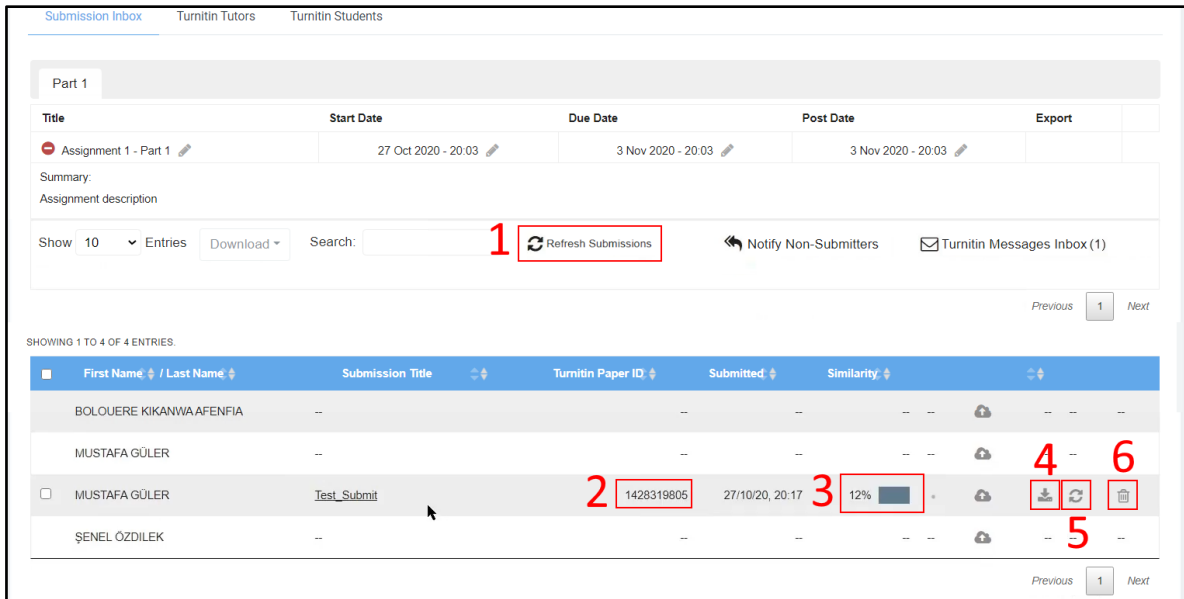 Submission Inbox Turnitin Tutors Turnitin Students
Part 1
Title Start Date Due Date Post Date Export
Assignment 1 - Part 1 27 Oct 2020 - 20:03 3 Nov 2020 - 20:03 3 Nov 2020 - 20:03
Summary:
Assignment description
Show 10 Entries Download Search: 1 Refresh Submissions Notify Non-Submitters Turnitin Messages Inbox (1)
Previous 1 Next
SHOWING 1 TO 4 OF 4 ENTRIES.
First Name / Last Name Submission Title Turnitin Paper ID Submitted Similarity
BOLOUERE KIKANWA AFENFIA -- -- -- -- -- -- -- --
MUSTAFA GÜLER -- -- -- -- -- -- --
4 6
MUSTAFA GÜLER Test_Submit 2 1428319805 27/10/20, 20:17 3 12%
5
ŞENEL ÖZDILEK -- -- -- -- -- -- -- --
Previous 1 Next